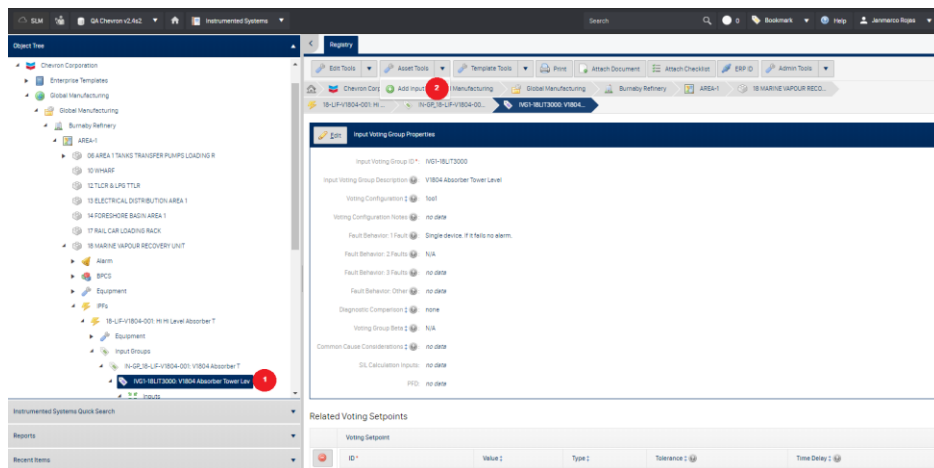 SLM QA Chevron v2.4s2 Instrumented Systems Search 0 Bookmark Help Janmarco Rojas
Object Tree
Chevron Corporation
Enterprise Templates
Global Manufacturing
Global Manufacturing
Burnaby Refinery
AREA-1
06 AREA 1 TANKS TRANSFER PUMPS LOADING R
10 WHARF
12 TLCR & LPG TTLR
13 ELECTRICAL DISTRIBUTION AREA 1
14 FORESHORE BASIN AREA 1
17 RAIL CAR LOADING RACK
18 MARINE VAPOUR RECOVERY UNIT
Alarm
BPCS
Equipment
IPFs
18-LIF-V1804-001: HI HI Level Absorber T
Equipment
Input Groups
IN-GP_18-LIF-V1804-001: V1804 Absorber T
IVG1-18LIT3000: V1804 Absorber Tower Lev 1
Inputs
Instrumented Systems Quick Search
Reports
Recent Items
Registry
Edit Tools Asset Tools Template Tools Print Attach Document Attach Checklist ERP ID Admin Tools
Chevron Corp Add Input 2 Manufacturing Global Manufacturing Burnaby Refinery AREA-1 18 MARINE VAPOUR RECO...
18-LIF-V1804-001: HI ... IN-GP_18-LIF-V1804-00... IVG1-18LIT3000: V1804...
Edit Input Voting Group Properties
Input Voting Group ID* IVG1-18LIT3000
Input Voting Group Description V1804 Absorber Tower Level
Voting Configuration 1oo1
Voting Configuration Notes no data
Fault Behavior: 1 Fault Single device. If it fails no alarm.
Fault Behavior: 2 Faults N/A
Fault Behavior: 3 Faults no data
Fault Behavior: Other no data
Diagnostic Comparison none
Voting Group Beta N/A
Common Cause Considerations no data
SIL Calculation Inputs no data
PFD no data
Related Voting Setpoints
Voting Setpoint
ID* Value Type Tolerance Time Delay